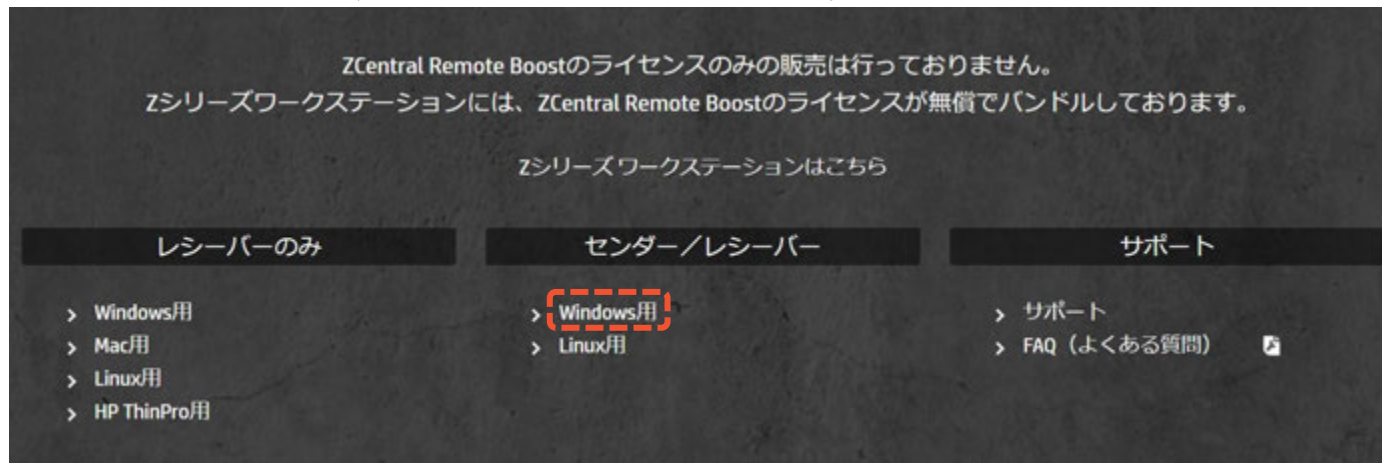 ZCentral Remote Boostのライセンスのみの販売は行っておりません。
Zシリーズワークステーションには、ZCentral Remote Boostのライセンスが無償でバンドルしております。
Zシリーズワークステーションはこちら
レシーバーのみ
Windows用
Mac用
Linux用
HP ThinPro用
センダー／レシーバー
Windows用
Linux用
サポート
サポート
FAQ（よくある質問）